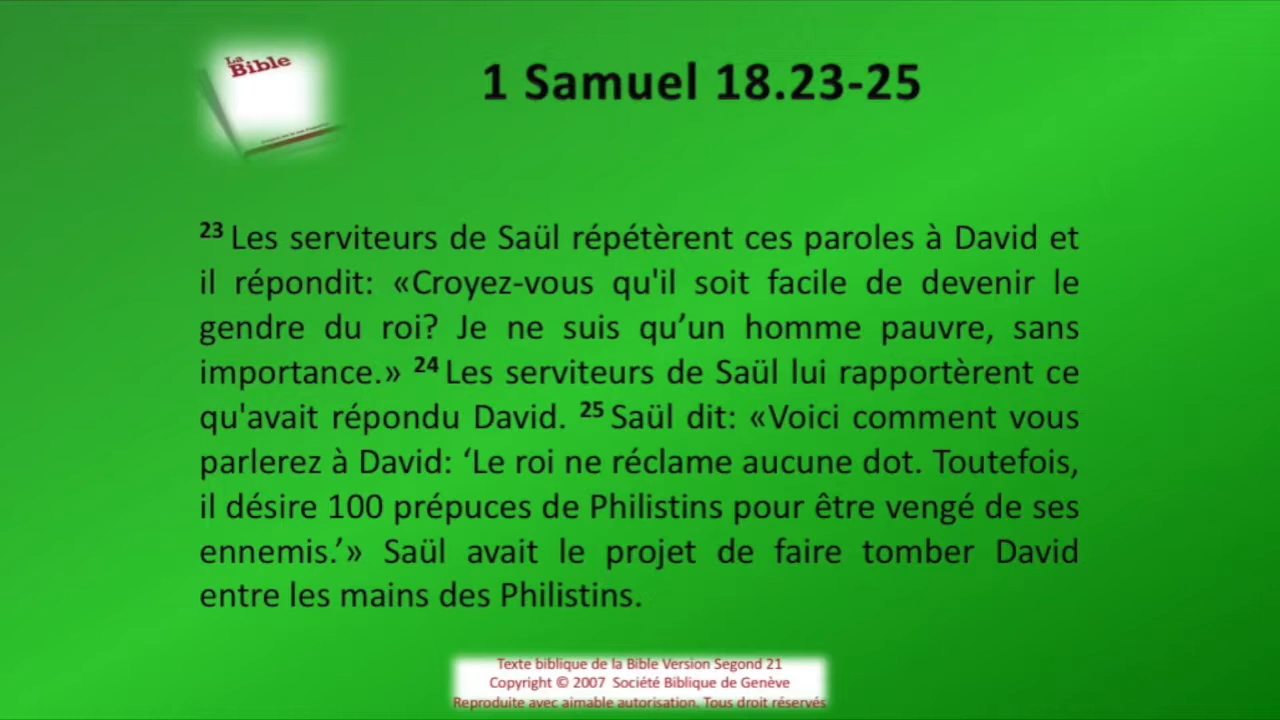 La
Bible
1 Samuel 18.23-25
23 Les serviteurs de Saül répétèrent ces paroles à David et
il répondit: «Croyez-vous qu'il soit facile de devenir le
gendre du roi? Je ne suis qu’un homme pauvre, sans
importance.» 24 Les serviteurs de Saül lui rapportèrent ce
qu'avait répondu David. 25 Saül dit: «Voici comment vous
parlerez à David: ‘Le roi ne réclame aucune dot. Toutefois,
il désire 100 prépuces de Philistins pour être vengé de ses
ennemis.’» Saül avait le projet de faire tomber David
entre les mains des Philistins.
Texte biblique de la Bible Version Segond 21
Copyright © 2007 Société Biblique de Genève
Reproduite avec aimable autorisation. Tous droit réservés